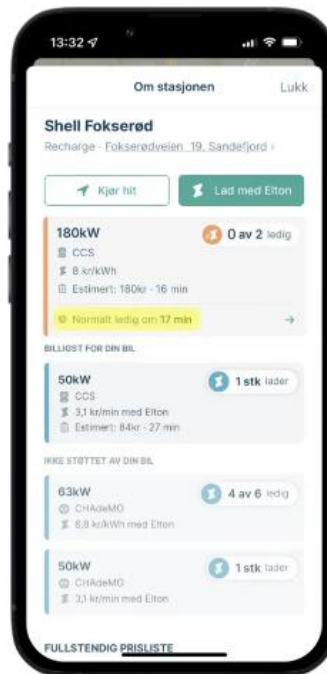 13:32
Om stasjonen
Lukk
Shell Fokserød
Recharge - Fokserødveien 19, Sandefjord ›
Kjør hit
Lad med Elton
180kW
0 av 2 ledig
CCS
8 kr/kWh
Estimert: 180kr - 16 min
Normalt ledig om 17 min
BILLIGST FOR DIN BIL
50kW
1 stk lader
CCS
3,1 kr/min med Elton
Estimert: 84kr - 27 min
IKKE STØTTET AV DIN BIL
63kW
4 av 6 ledig
CHAdeMO
6,8 kr/kWh med Elton
50kW
1 stk lader
CHAdeMO
3,1 kr/min med Elton
FULLSTENDIG PRISLISTE